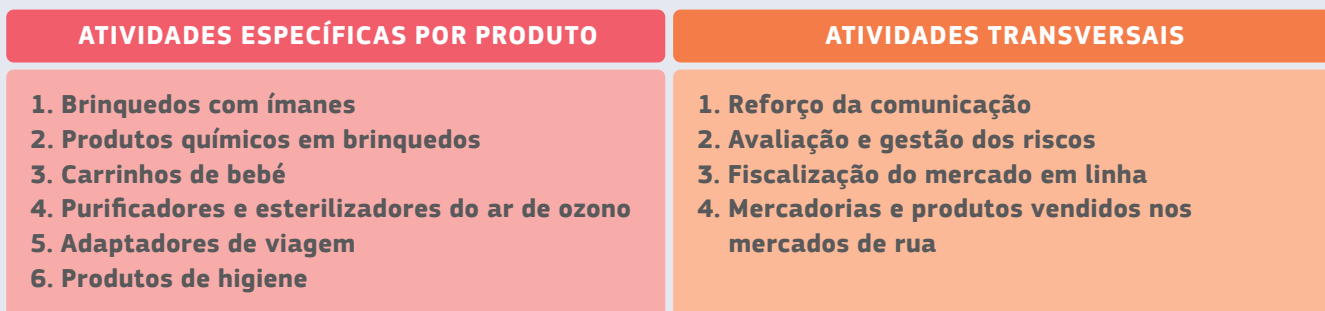 ATIVIDADES ESPECÍFICAS POR PRODUTO
1. Brinquedos com ímanes
2. Produtos químicos em brinquedos
3. Carrinhos de bebé
4. Purificadores e esterilizadores do ar de ozono
5. Adaptadores de viagem
6. Produtos de higiene
ATIVIDADES TRANSVERSAIS
1. Reforço da comunicação
2. Avaliação e gestão dos riscos
3. Fiscalização do mercado em linha
4. Mercadorias e produtos vendidos nos
mercados de rua